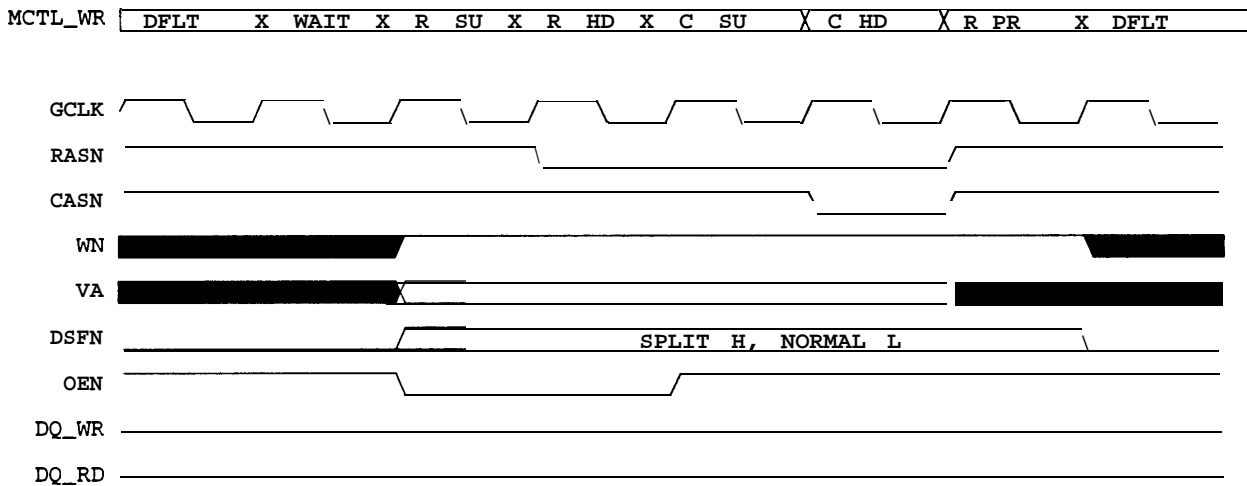 MCTL_WR DFLT X WAIT X R SU X R HD X C SU X C HD X R PR X DFLT
GCLK
RASN
CASN
WN
VA
DSFN SPLIT H, NORMAL L
OEN
DQ_WR
DQ_RD